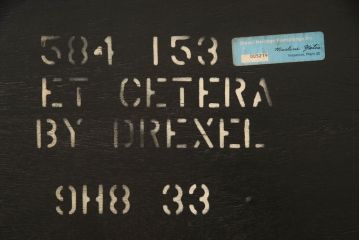 584 153
ET CETERA
BY DREXEL
9H8 33